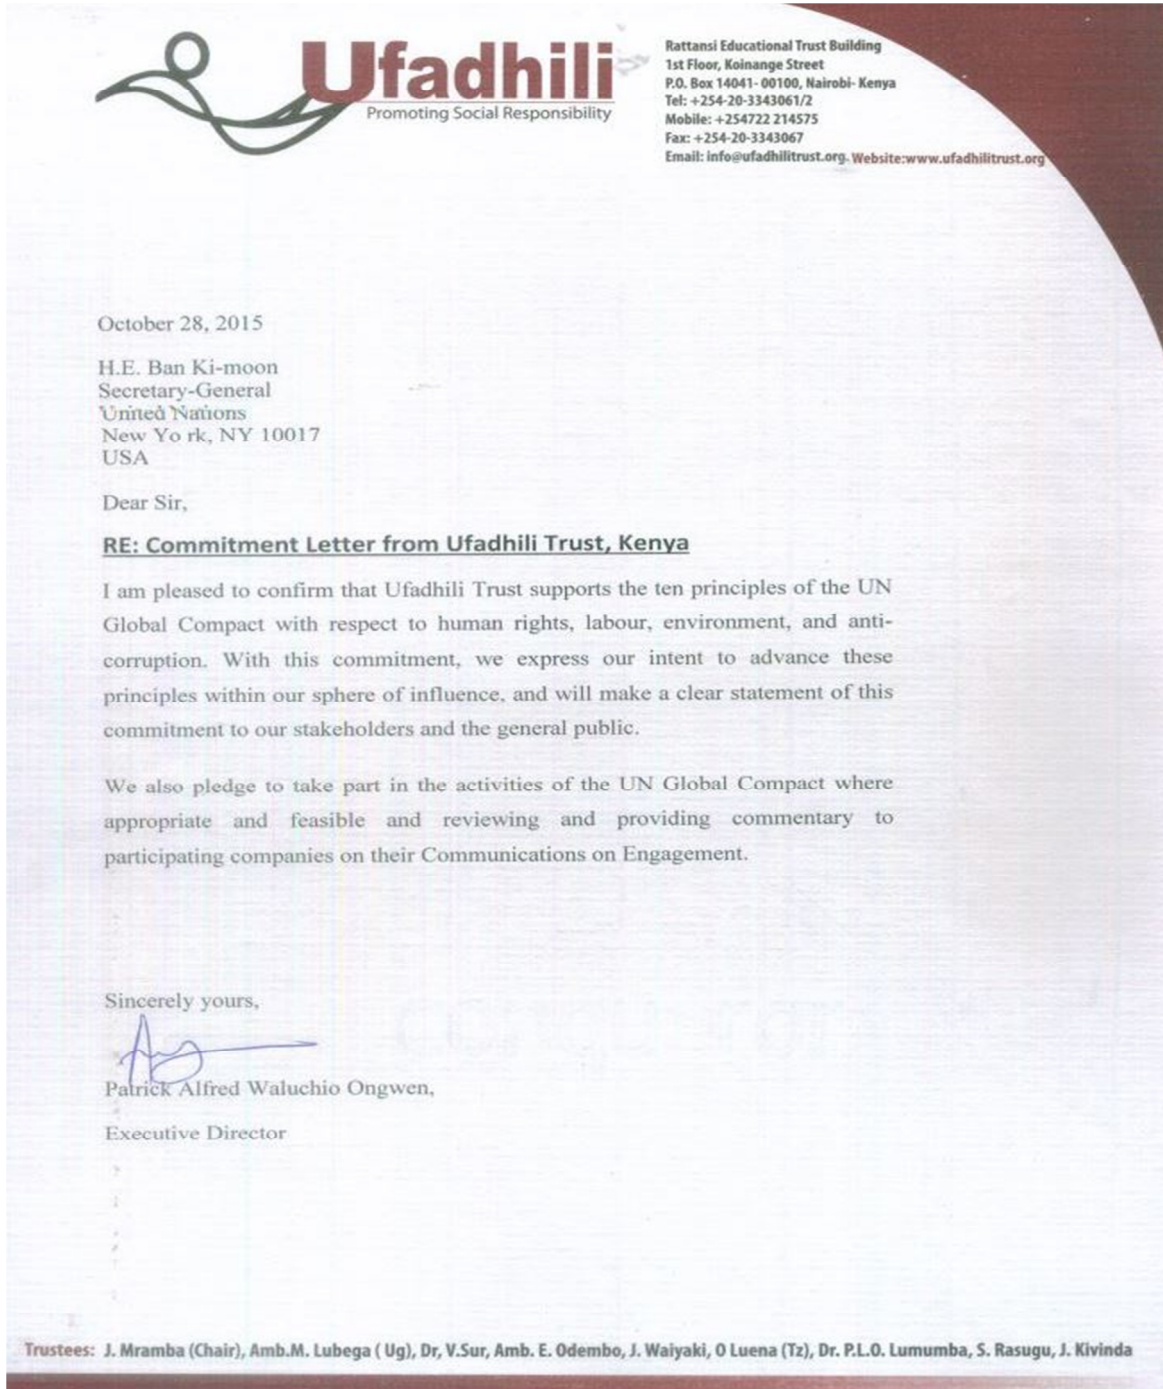 Ufadhili
Promoting Social Responsibility
Rattansi Educational Trust Building
1st Floor, Koinange Street
P.O. Box 14041- 00100, Nairobi- Kenya
Tel: +254-20-3343061/2
Mobile: +254722 214575
Fax: +254-20-3343067
Email: info@ufadhilitrust.org. Website:www.ufadhilitrust.org
October 28, 2015
H.E. Ban Ki-moon
Secretary-General
United Nations
New Yo rk, NY 10017
USA
Dear Sir,
RE: Commitment Letter from Ufadhili Trust, Kenya
I am pleased to confirm that Ufadhili Trust supports the ten principles of the UN
Global Compact with respect to human rights, labour, environment, and anti-
corruption. With this commitment, we express our intent to advance these
principles within our sphere of influence, and will make a clear statement of this
commitment to our stakeholders and the general public.
We also pledge to take part in the activities of the UN Global Compact where
appropriate and feasible and reviewing and providing commentary to
participating companies on their Communications on Engagement.
Sincerely yours,
Patrick Alfred Waluchio Ongwen,
Executive Director
Trustees: J. Mramba (Chair), Amb.M. Lubega ( Ug), Dr, V.Sur, Amb. E. Odembo, J. Waiyaki, O Luena (Tz), Dr. P.L.O. Lumumba, S. Rasugu, J. Kivinda